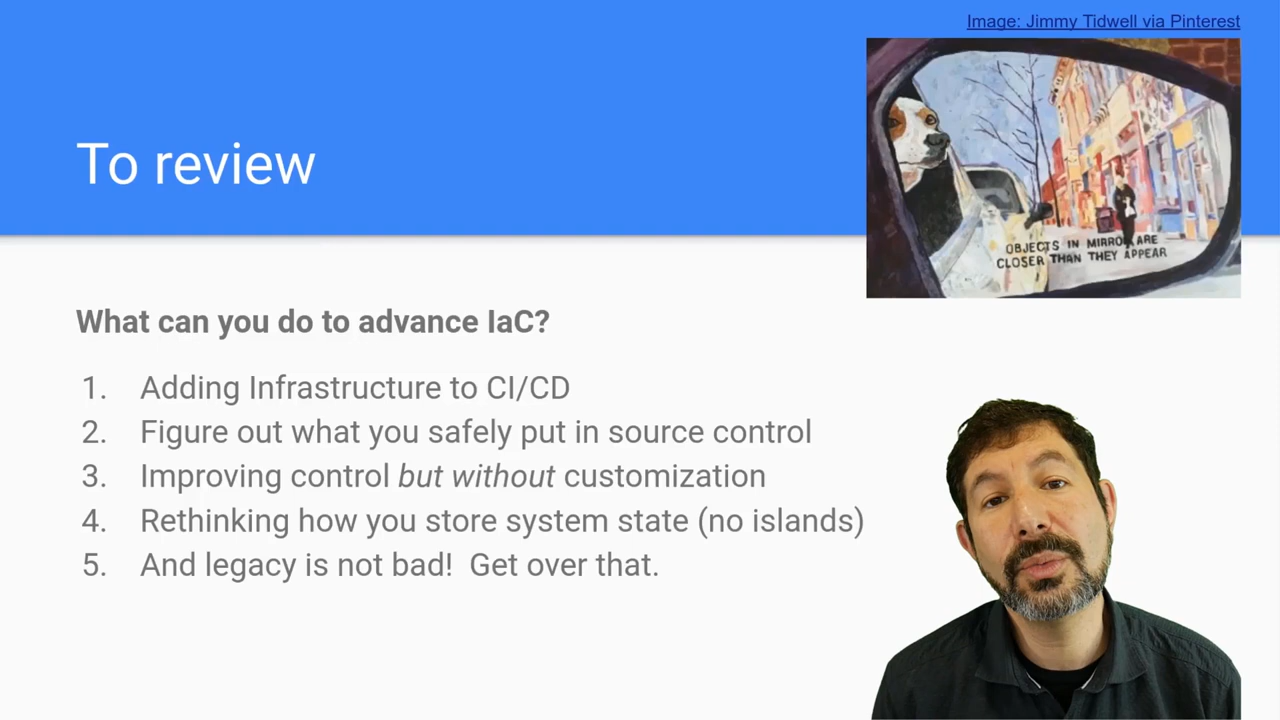 Image: Jimmy Tidwell via Pinterest
To review
OBJECTS IN MIRROR ARE
CLOSER THAN THEY APPEAR
What can you do to advance IaC?
1. Adding Infrastructure to CI/CD
2. Figure out what you safely put in source control
3. Improving control but without customization
4. Rethinking how you store system state (no islands)
5. And legacy is not bad! Get over that.